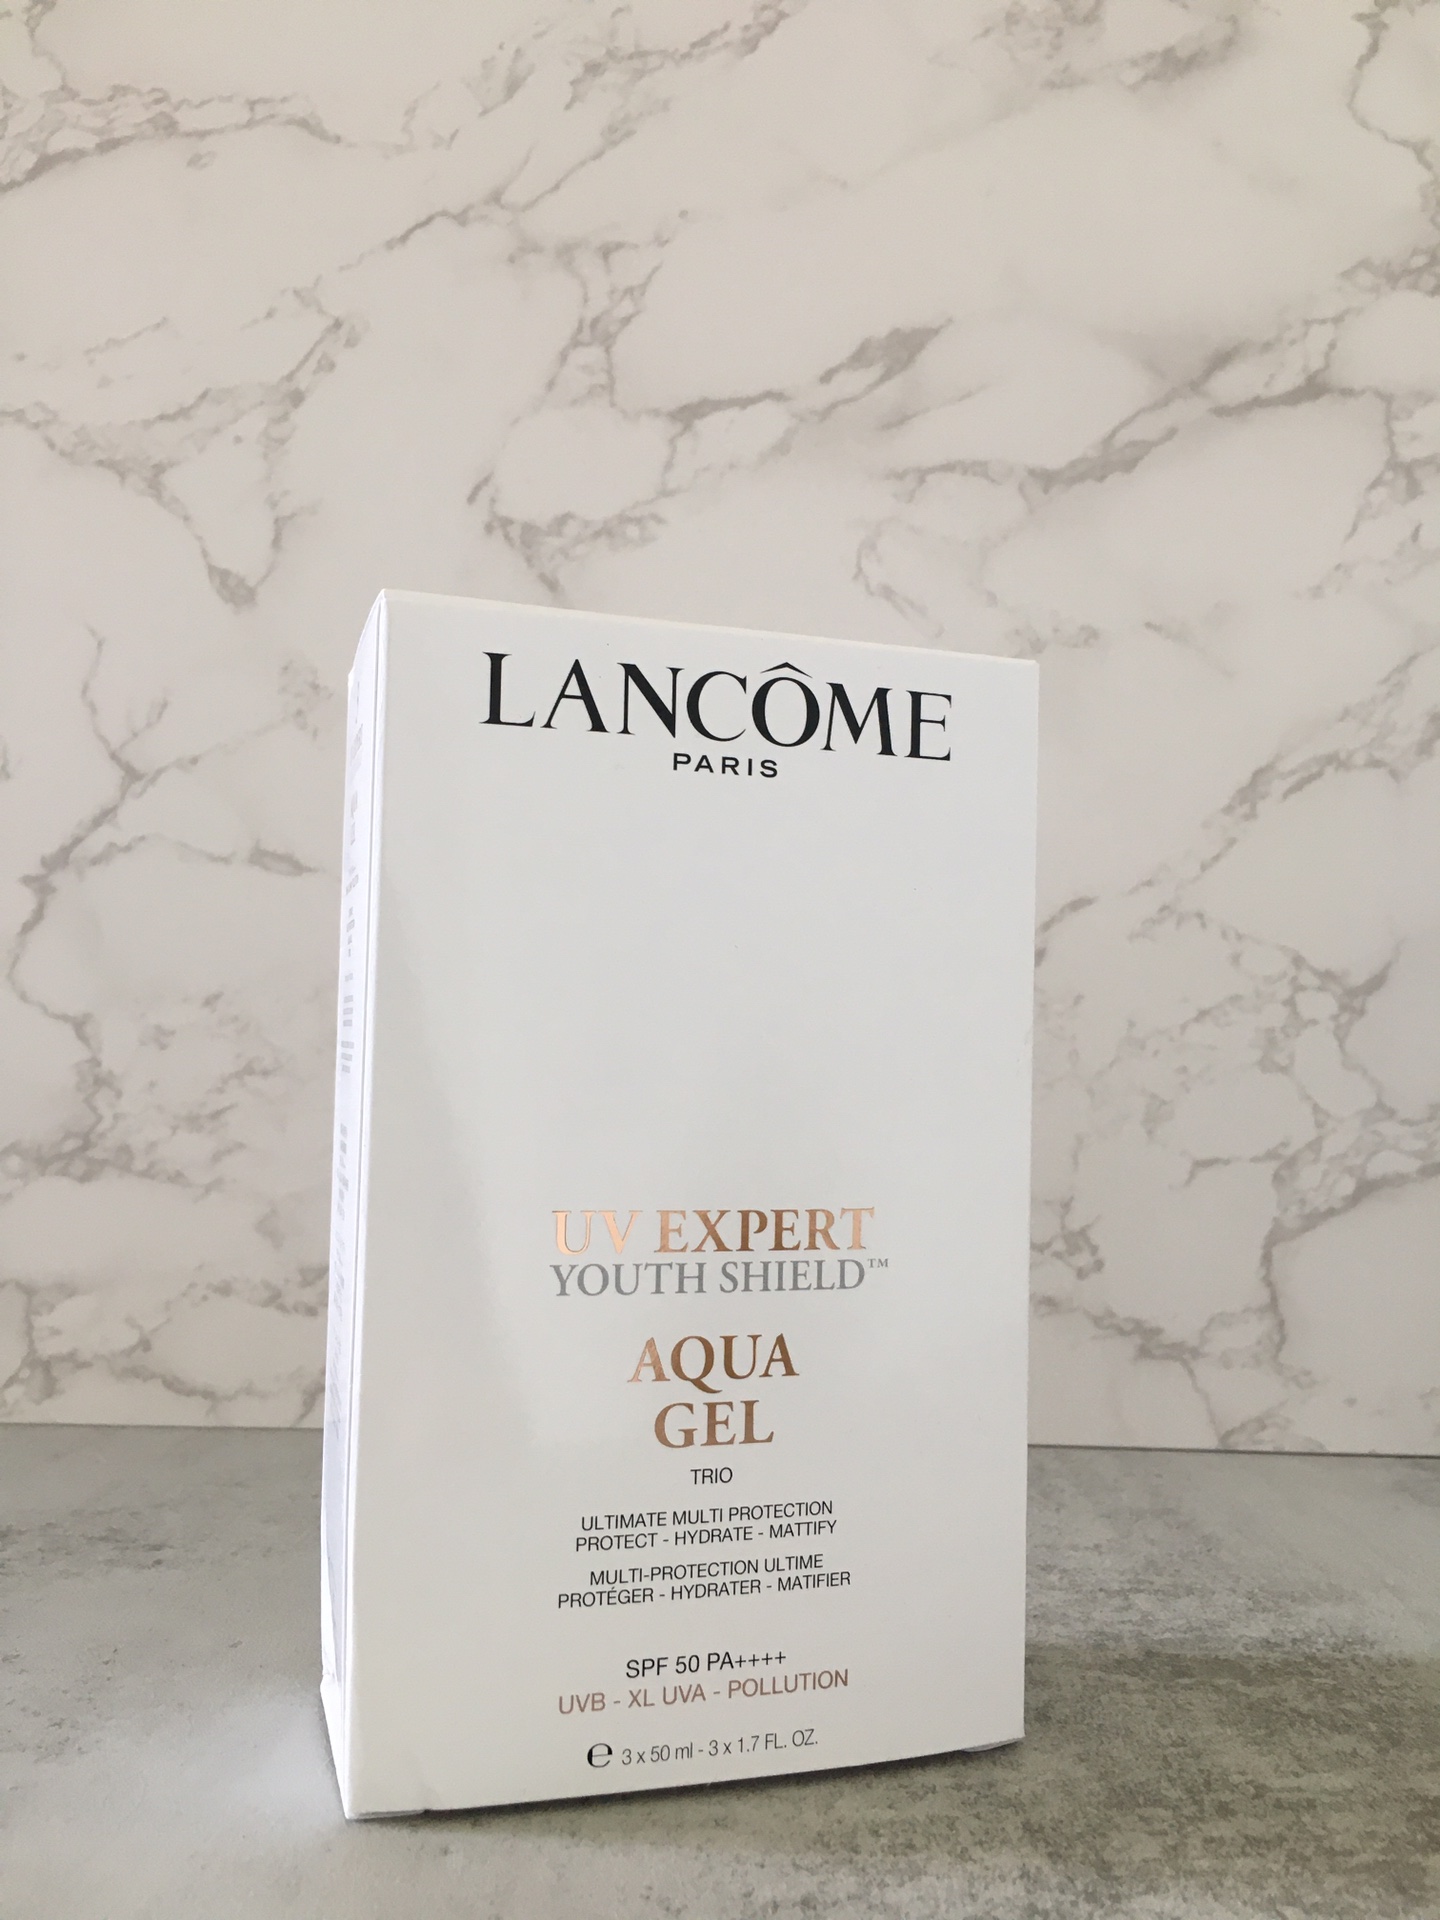 LANCÔME
PARIS
UV EXPERT
YOUTH SHIELD™
AQUA
GEL
TRIO
ULTIMATE MULTI PROTECTION
PROTECT - HYDRATE - MATTIFY
MULTI-PROTECTION ULTIME
PROTÉGER - HYDRATER - MATIFIER
SPF 50 PA++++
UVB - XL UVA - POLLUTION
℮ 3 x 50 ml - 3 x 1.7 FL. OZ.